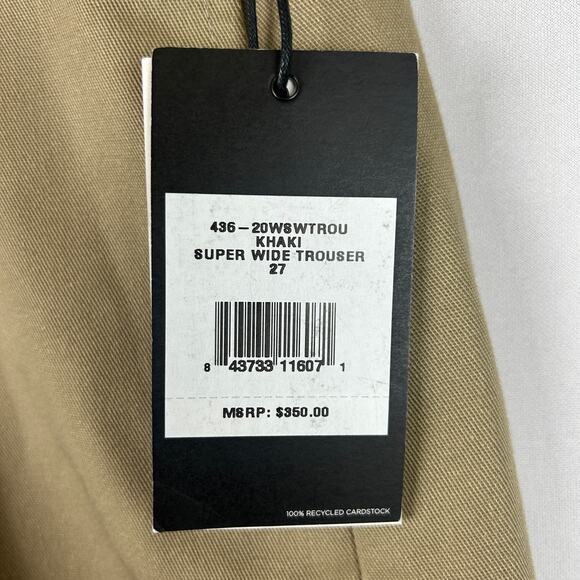 436-20WSWTROU
KHAKI
SUPER WIDE TROUSER
27
8 43733 11607 1
MSRP: $350.00
100% RECYCLED CARDSTOCK